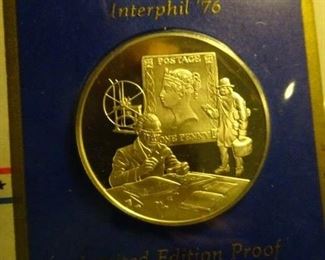 Interphil '76
POSTAGE
ONE PENNY
Edition Proof